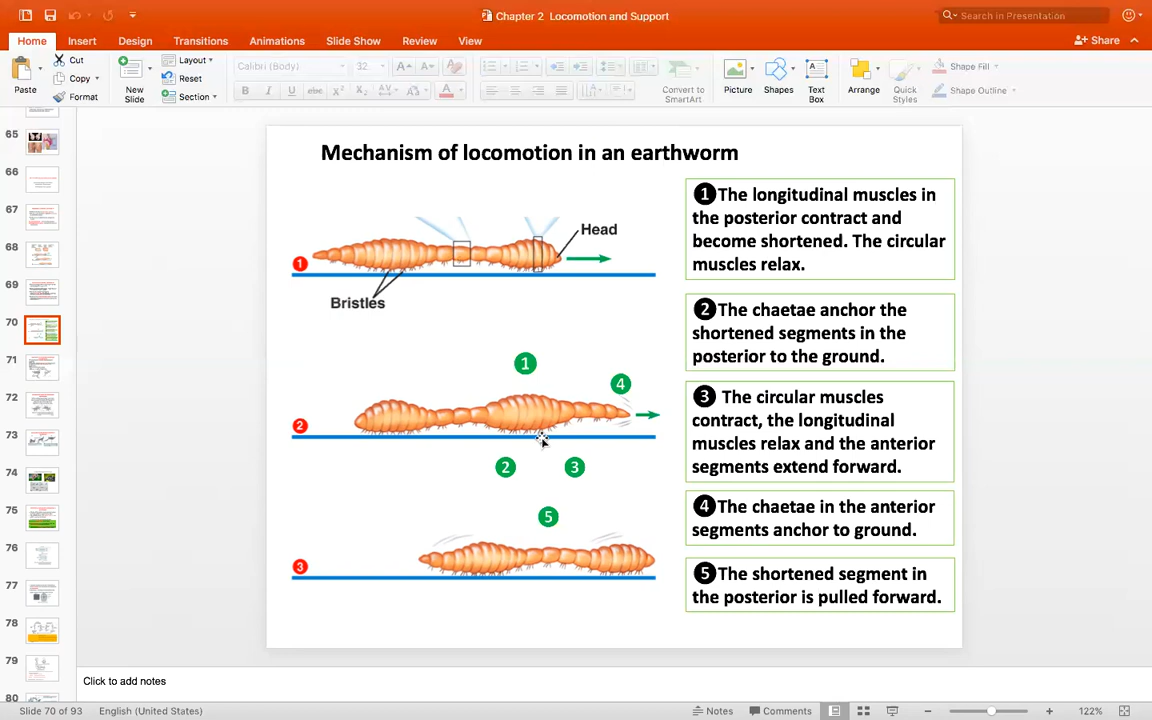 Chapter 2 Locomotion and Support
Search in Presentation
Home Insert Design Transitions Animations Slide Show Review View
Share
Paste
Cut
Copy
Format
New
Slide
Layout
Reset
Section
Calibri (Body) 32
Convert to
SmartArt
Picture
Shapes
Text
Box
Arrange
Quick
Styles
Shape Fill
Shape Outline
65
66
67
68
69
70
71
72
73
74
75
76
77
78
79
80
Mechanism of locomotion in an earthworm
Head
1
Bristles
1
4
2
2 3
5
3
1 The longitudinal muscles in
the posterior contract and
become shortened. The circular
muscles relax.
2 The chaetae anchor the
shortened segments in the
posterior to the ground.
3 The circular muscles
contract, the longitudinal
muscles relax and the anterior
segments extend forward.
4 The chaetae in the anterior
segments anchor to ground.
5 The shortened segment in
the posterior is pulled forward.
Click to add notes
Slide 70 of 93 English (United States)
Notes Comments 122%